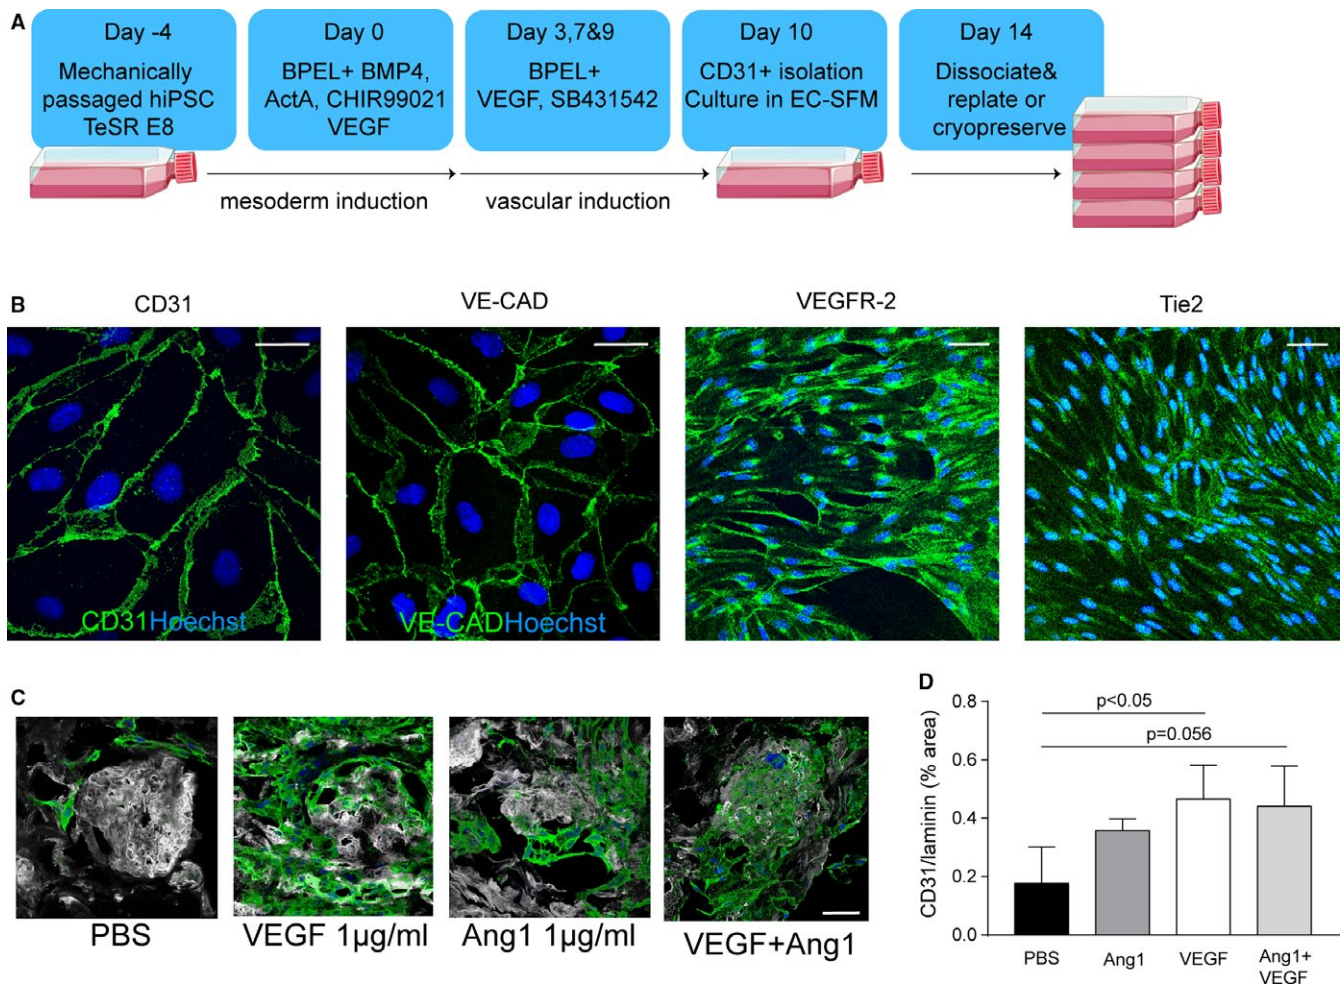 A
Day -4
Mechanically
passaged hiPSC
TeSR E8
Day 0
BPEL+ BMP4,
ActA, CHIR99021
VEGF
Day 3,7&9
BPEL+
VEGF, SB431542
Day 10
CD31+ isolation
Culture in EC-SFM
Day 14
Dissociate&
replate or
cryopreserve
mesoderm induction
vascular induction
B
CD31
VE-CAD
VEGFR-2
Tie2
CD31Hoechst
VE-CADHoechst
C
PBS
VEGF 1µg/ml
Ang1 1µg/ml
VEGF+Ang1
D
CD31/laminin (% area)
0.8
0.6
0.4
0.2
0.0
p<0.05
p=0.056
PBS
Ang1
VEGF
Ang1+
VEGF